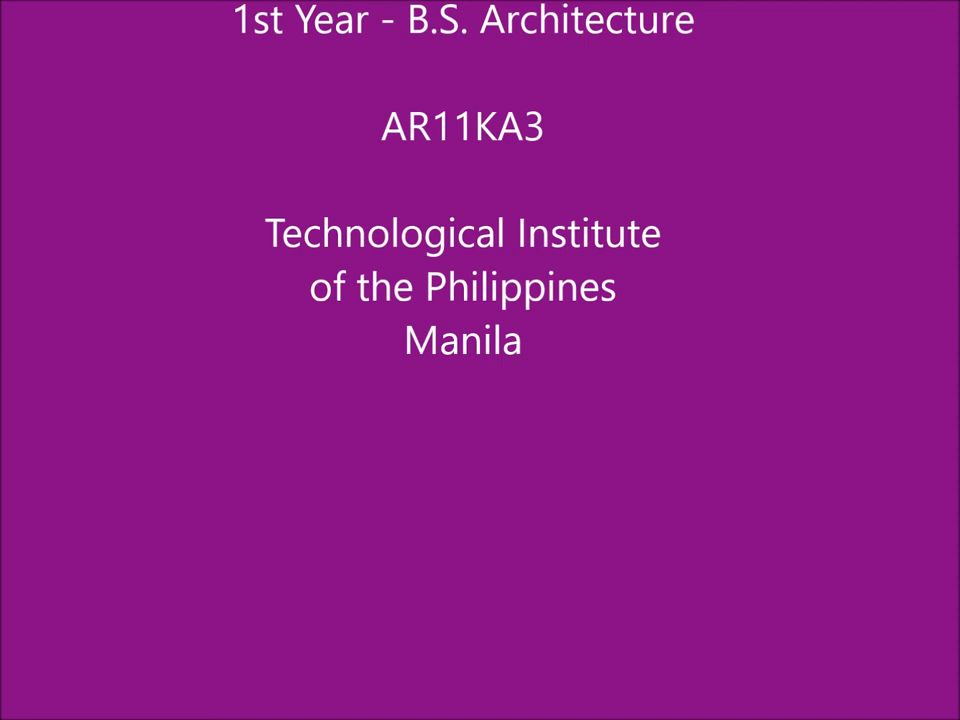 1st Year - B.S. Architecture
AR11KA3
Technological Institute
of the Philippines
Manila